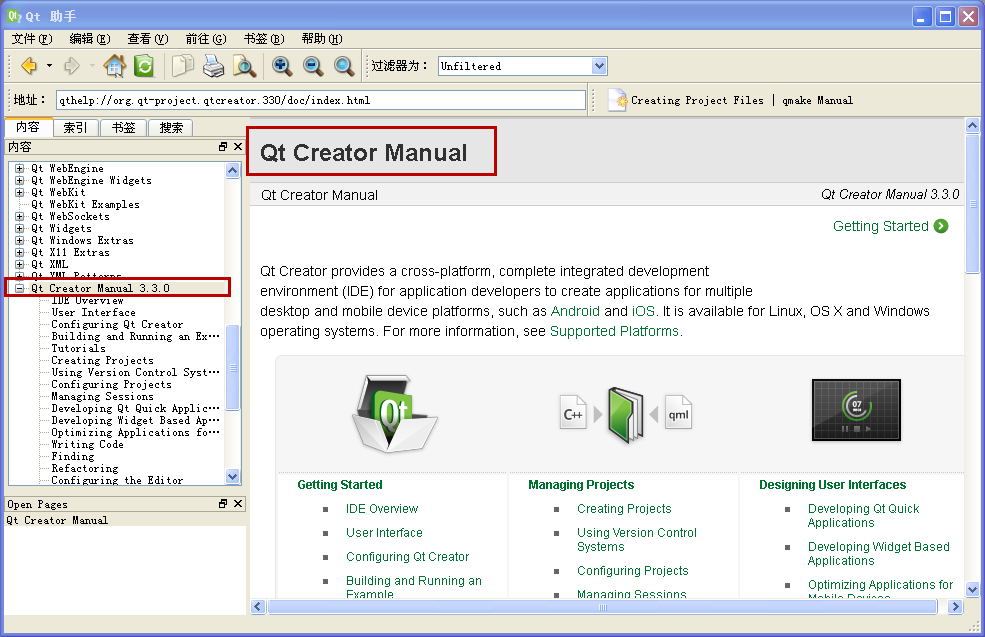 Qt 助手
文件(F) 编辑(E) 查看(V) 前往(G) 书签(B) 帮助(H)
过滤器为： Unfiltered
地址： qthelp://org.qt-project.qtcreator.330/doc/index.html
Creating Project Files | qmake Manual
内容 索引 书签 搜索
内容
Qt WebEngine
Qt WebEngine Widgets
Qt WebKit
Qt WebKit Examples
Qt WebSockets
Qt Widgets
Qt Windows Extras
Qt X11 Extras
Qt XML
Qt XML Patterns
Qt Creator Manual 3.3.0
IDE Overview
User Interface
Configuring Qt Creator
Building and Running an Ex···
Tutorials
Creating Projects
Using Version Control Syst···
Configuring Projects
Managing Sessions
Developing Qt Quick Applic···
Developing Widget Based Ap···
Optimizing Applications fo···
Writing Code
Finding
Refactoring
Configuring the Editor
Open Pages
Qt Creator Manual
Qt Creator Manual
Qt Creator Manual
Qt Creator Manual 3.3.0
Getting Started
Qt Creator provides a cross-platform, complete integrated development
environment (IDE) for application developers to create applications for multiple
desktop and mobile device platforms, such as Android and iOS. It is available for Linux, OS X and Windows
operating systems. For more information, see Supported Platforms.
Qt
C++
qml
07
Getting Started
IDE Overview
User Interface
Configuring Qt Creator
Building and Running an
Example
Managing Projects
Creating Projects
Using Version Control
Systems
Configuring Projects
Managing Sessions
Designing User Interfaces
Developing Qt Quick
Applications
Developing Widget Based
Applications
Optimizing Applications for
Mobile Devices